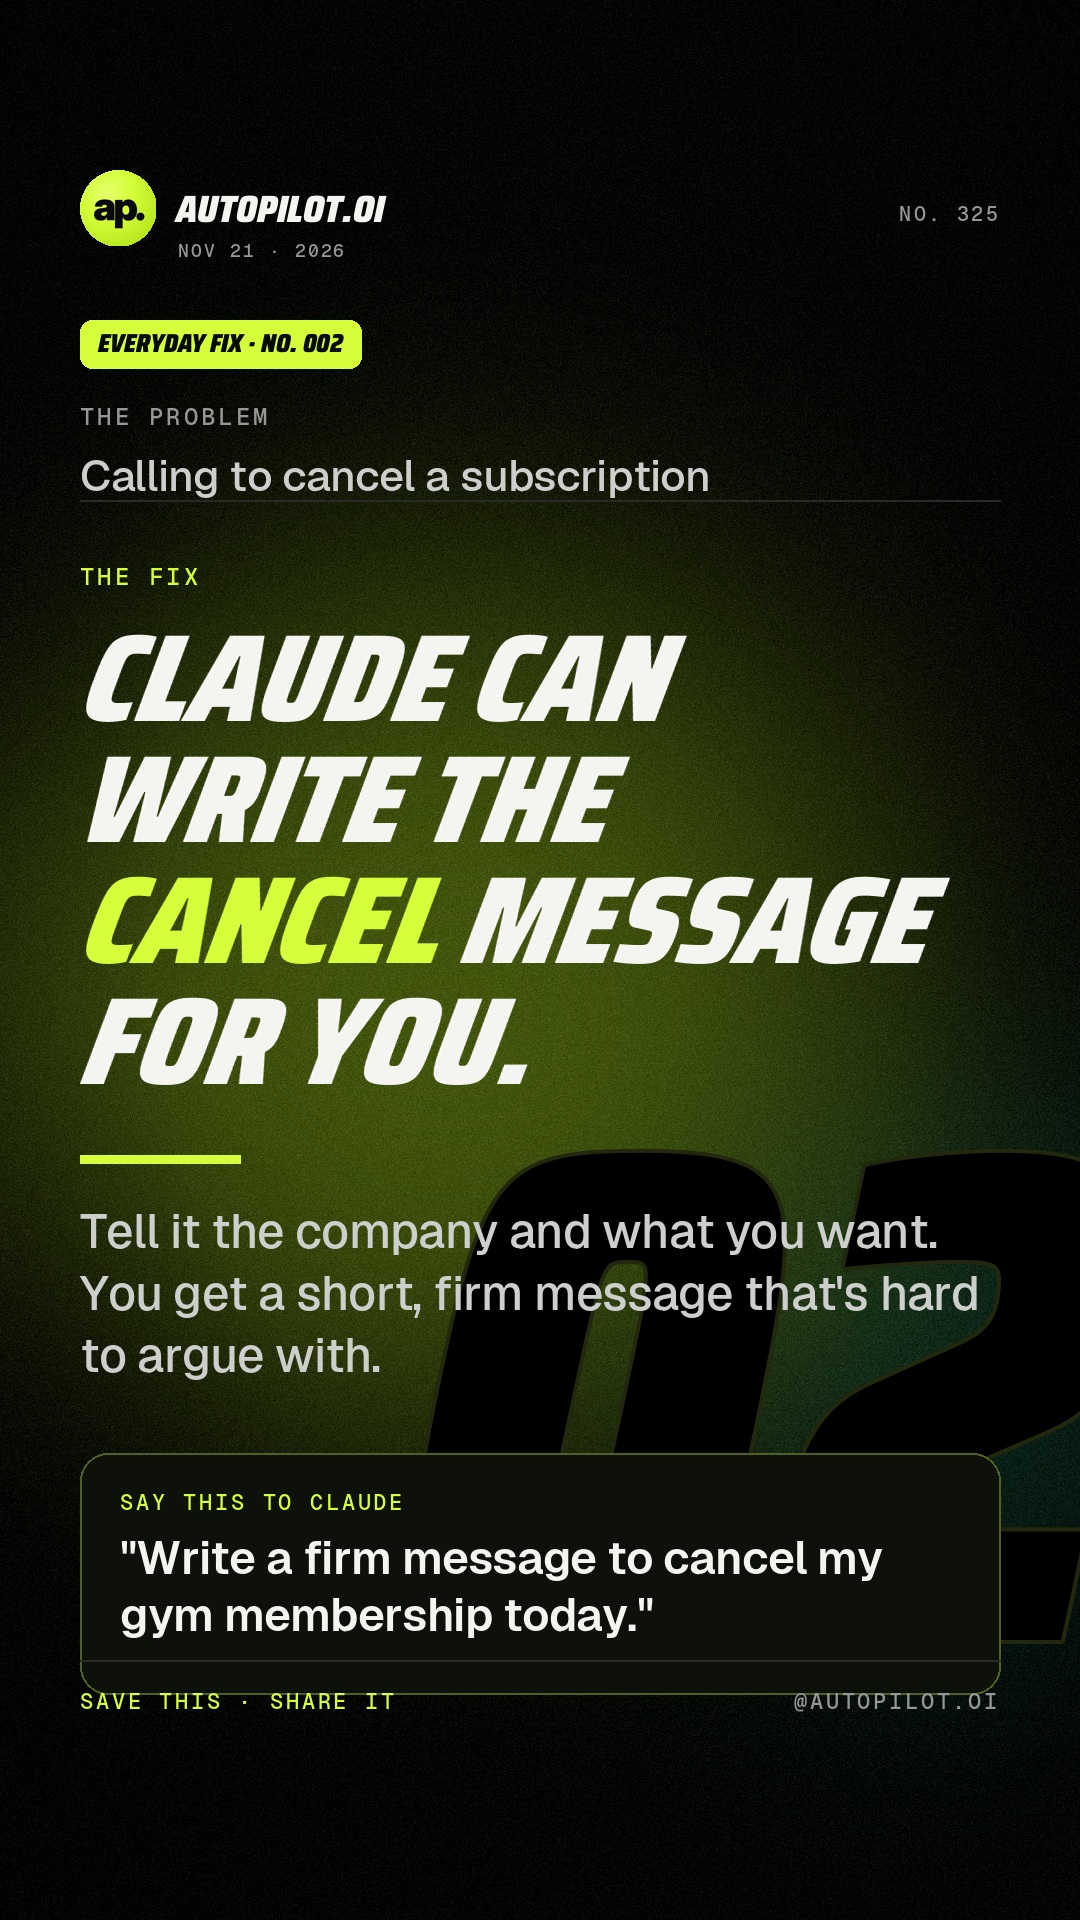 ap.
AUTOPILOT.OI
NO. 325
NOV 21 · 2026
EVERYDAY FIX · NO. 002
THE PROBLEM
Calling to cancel a subscription
THE FIX
CLAUDE CAN
WRITE THE
CANCEL MESSAGE
FOR YOU.
02
Tell it the company and what you want.
You get a short, firm message that's hard
to argue with.
SAY THIS TO CLAUDE
"Write a firm message to cancel my
gym membership today."
SAVE THIS · SHARE IT
@AUTOPILOT.OI